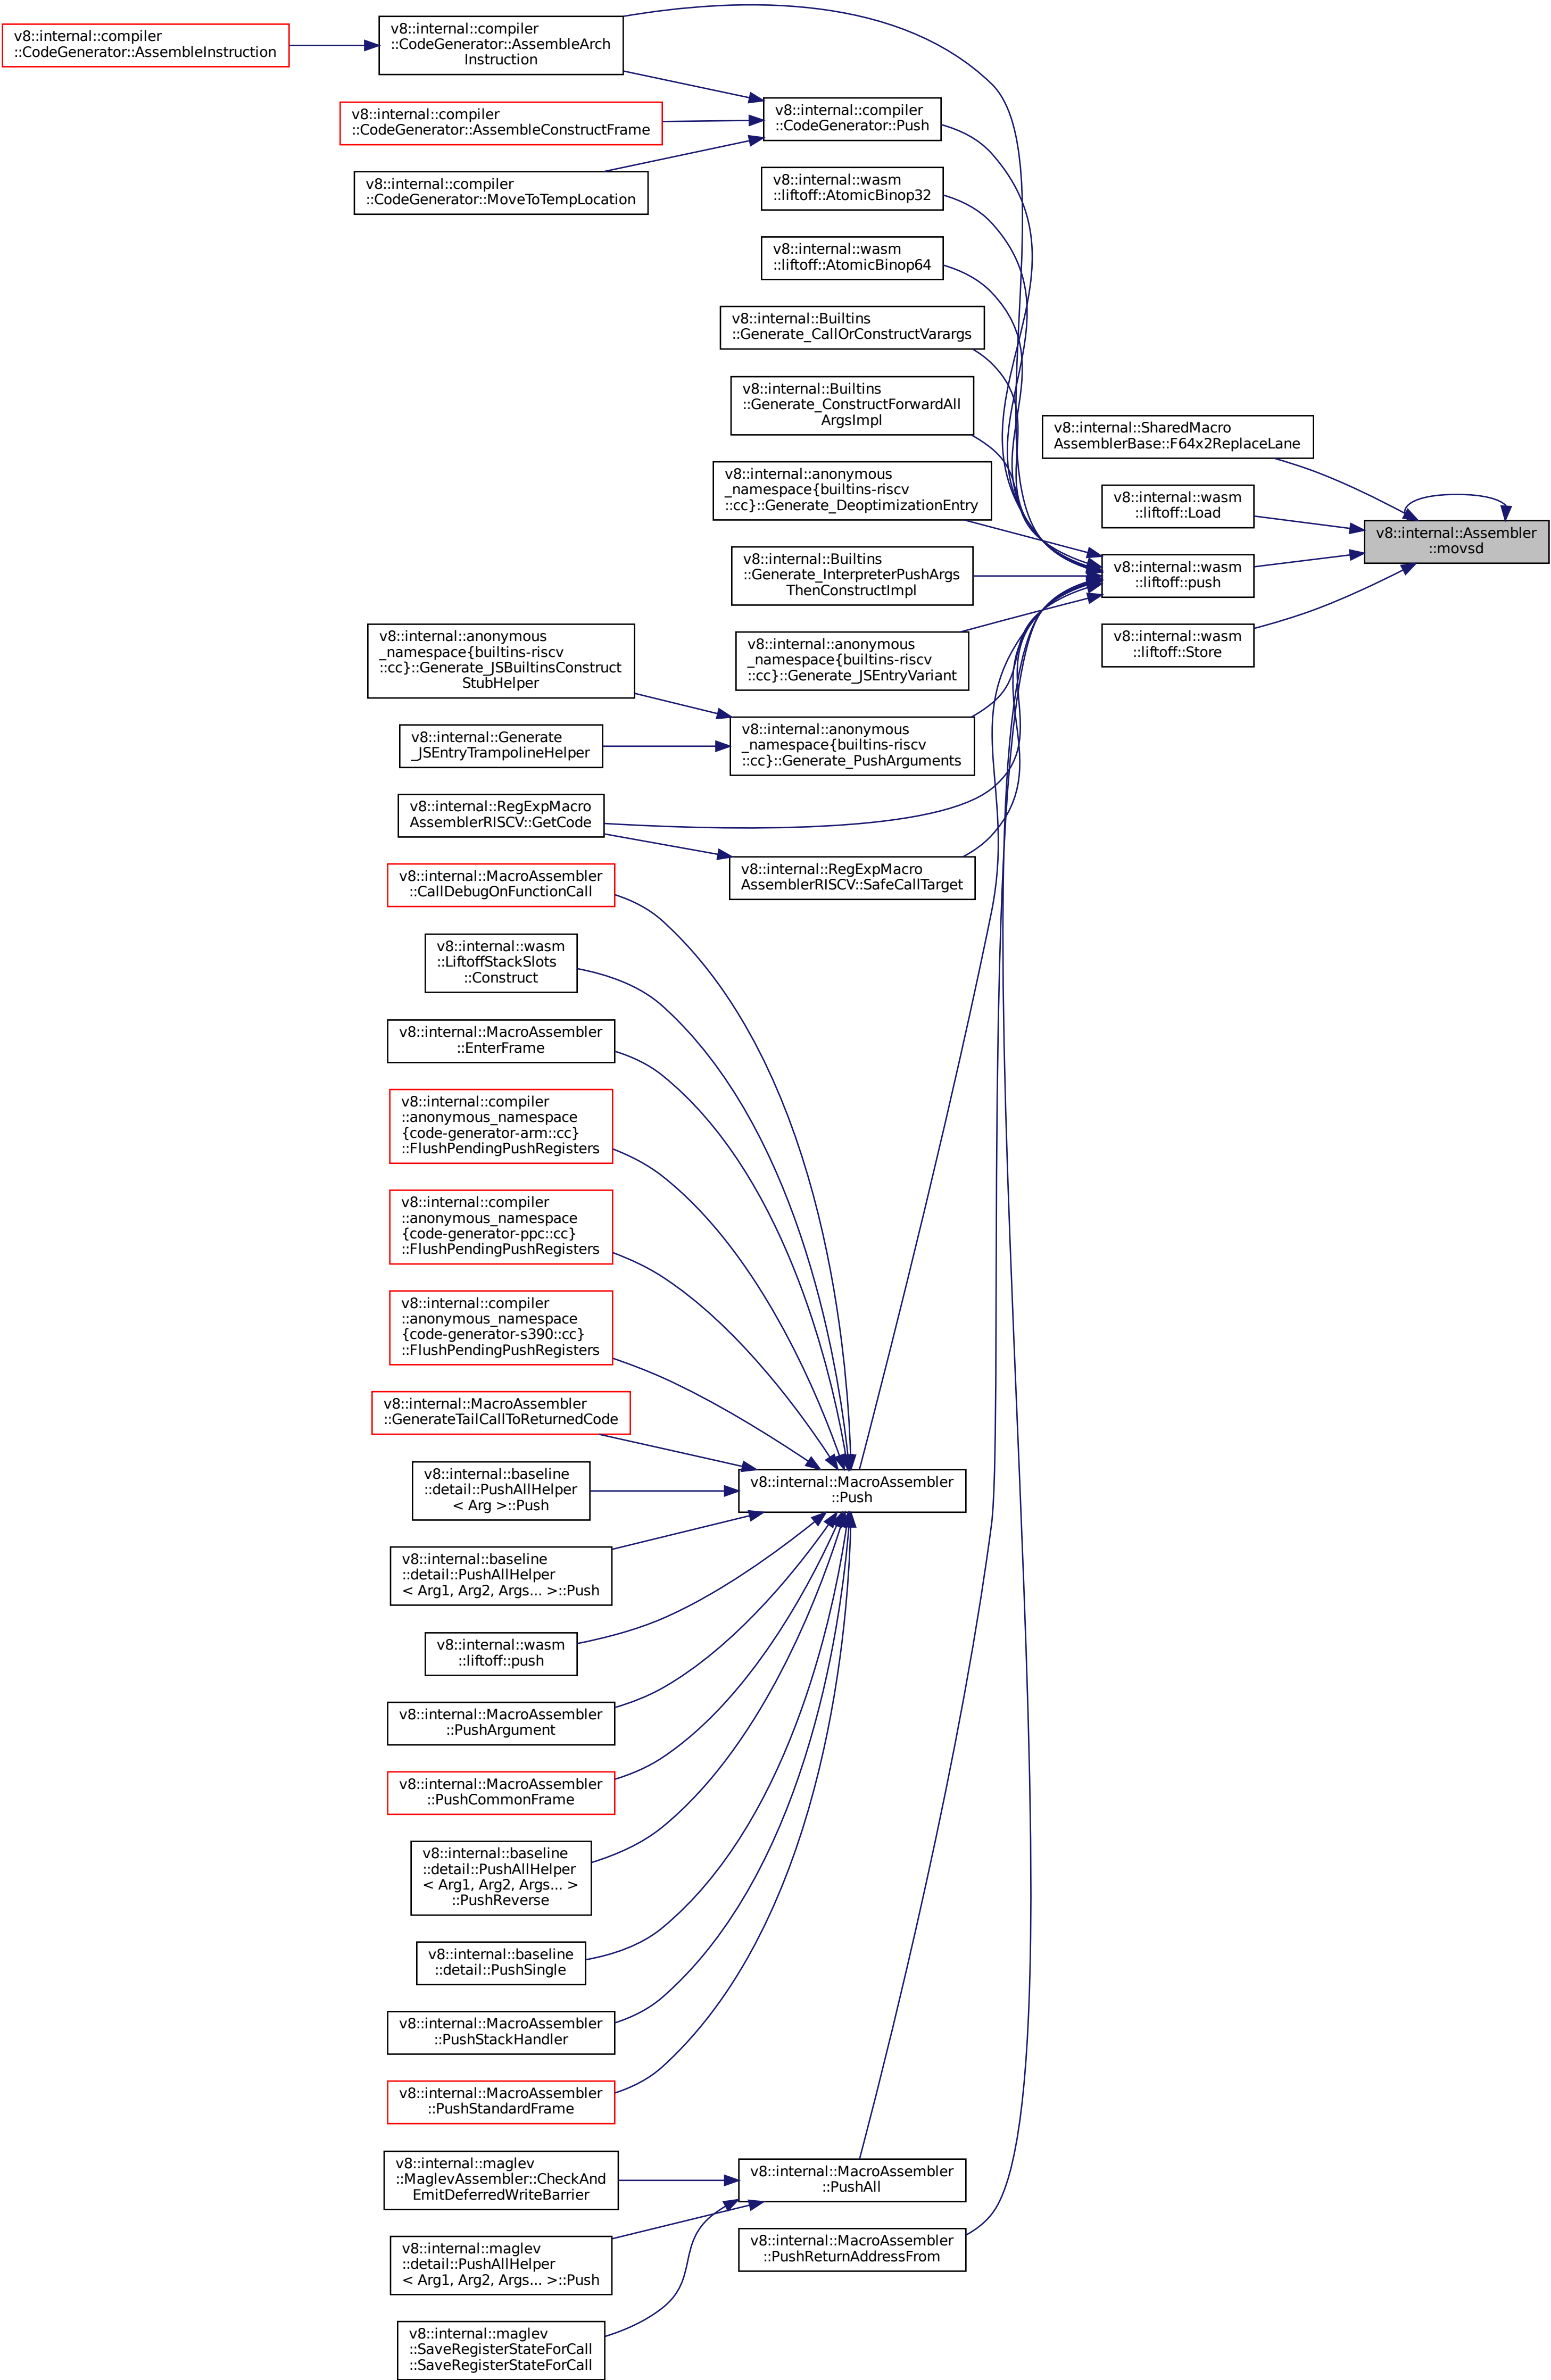 v8::internal::compiler
::CodeGenerator::AssembleInstruction
v8::internal::compiler
::CodeGenerator::AssembleArch
Instruction
v8::internal::compiler
::CodeGenerator::AssembleConstructFrame
v8::internal::compiler
::CodeGenerator::MoveToTempLocation
v8::internal::compiler
::CodeGenerator::Push
v8::internal::wasm
::liftoff::AtomicBinop32
v8::internal::wasm
::liftoff::AtomicBinop64
v8::internal::Builtins
::Generate_CallOrConstructVarargs
v8::internal::Builtins
::Generate_ConstructForwardAll
ArgsImpl
v8::internal::anonymous
_namespace{builtins-riscv
::cc}::Generate_DeoptimizationEntry
v8::internal::Builtins
::Generate_InterpreterPushArgs
ThenConstructImpl
v8::internal::anonymous
_namespace{builtins-riscv
::cc}::Generate_JSEntryVariant
v8::internal::SharedMacro
AssemblerBase::F64x2ReplaceLane
v8::internal::wasm
::liftoff::Load
v8::internal::wasm
::liftoff::push
v8::internal::wasm
::liftoff::Store
v8::internal::Assembler
::movsd
v8::internal::anonymous
_namespace{builtins-riscv
::cc}::Generate_JSBuiltinsConstruct
StubHelper
v8::internal::Generate
_JSEntryTrampolineHelper
v8::internal::anonymous
_namespace{builtins-riscv
::cc}::Generate_PushArguments
v8::internal::RegExpMacro
AssemblerRISCV::GetCode
v8::internal::RegExpMacro
AssemblerRISCV::SafeCallTarget
v8::internal::MacroAssembler
::CallDebugOnFunctionCall
v8::internal::wasm
::LiftoffStackSlots
::Construct
v8::internal::MacroAssembler
::EnterFrame
v8::internal::compiler
::anonymous_namespace
{code-generator-arm::cc}
::FlushPendingPushRegisters
v8::internal::compiler
::anonymous_namespace
{code-generator-ppc::cc}
::FlushPendingPushRegisters
v8::internal::compiler
::anonymous_namespace
{code-generator-s390::cc}
::FlushPendingPushRegisters
v8::internal::MacroAssembler
::GenerateTailCallToReturnedCode
v8::internal::baseline
::detail::PushAllHelper
< Arg >::Push
v8::internal::MacroAssembler
::Push
v8::internal::baseline
::detail::PushAllHelper
< Arg1, Arg2, Args... >::Push
v8::internal::wasm
::liftoff::push
v8::internal::MacroAssembler
::PushArgument
v8::internal::MacroAssembler
::PushCommonFrame
v8::internal::baseline
::detail::PushAllHelper
< Arg1, Arg2, Args... >
::PushReverse
v8::internal::baseline
::detail::PushSingle
v8::internal::MacroAssembler
::PushStackHandler
v8::internal::MacroAssembler
::PushStandardFrame
v8::internal::maglev
::MaglevAssembler::CheckAnd
EmitDeferredWriteBarrier
v8::internal::MacroAssembler
::PushAll
v8::internal::maglev
::detail::PushAllHelper
< Arg1, Arg2, Args... >::Push
v8::internal::MacroAssembler
::PushReturnAddressFrom
v8::internal::maglev
::SaveRegisterStateForCall
::SaveRegisterStateForCall